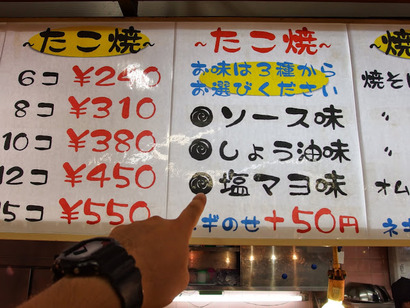 ~たこ焼~
6コ ¥240
8コ ¥310
10コ ¥380
12コ ¥450
15コ ¥550
~たこ焼~
お味は3種から
お選びください
ソース味
しょう油味
塩マヨ味
ギのせ+50円
焼
焼そ
〃
〃
オム
ネギ